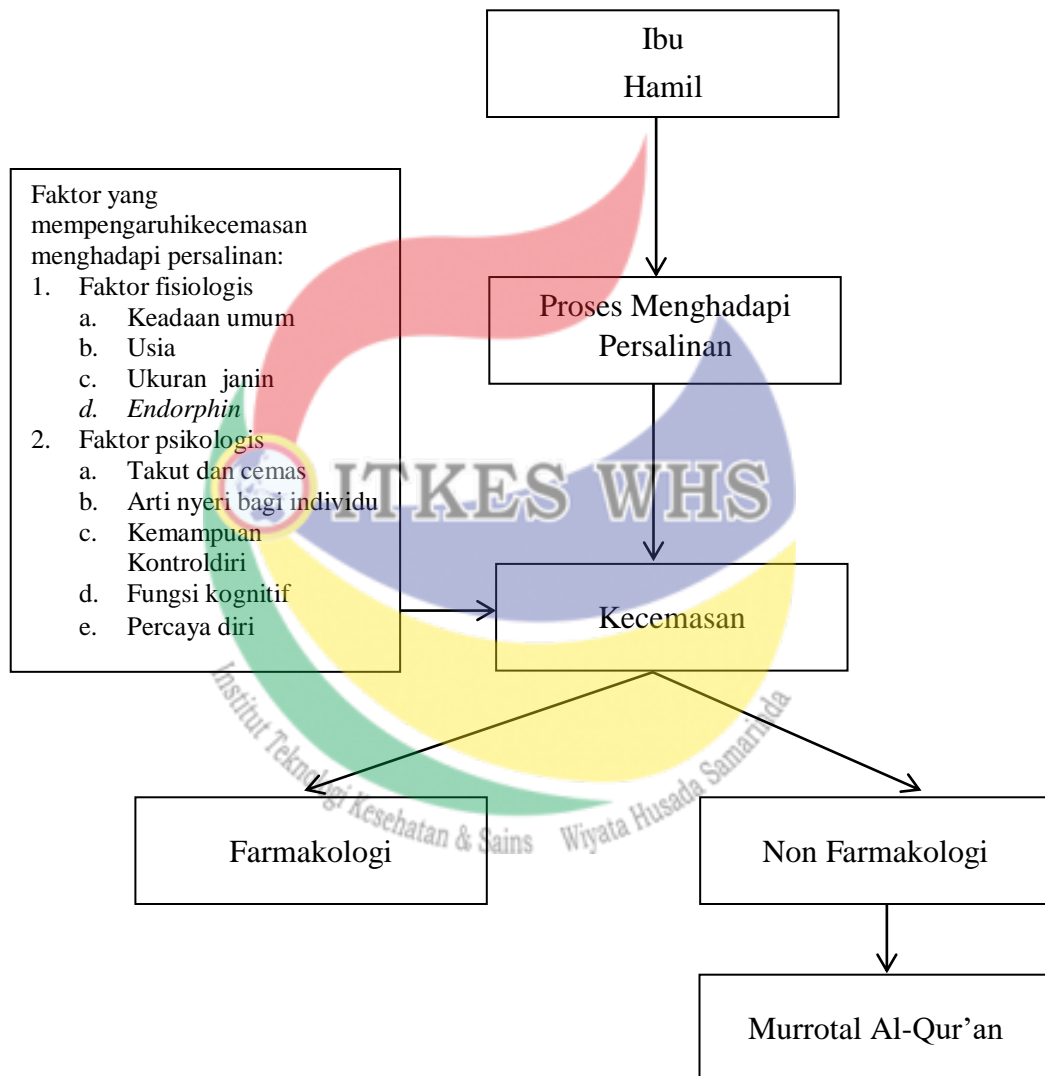 Ibu
Hamil
Faktor yang
mempengaruhikecemasan
menghadapi persalinan:
1. Faktor fisiologis
a. Keadaan umum
b. Usia
c. Ukuran janin
d. Endorphin
2. Faktor psikologis
a. Takut dan cemas
b. Arti nyeri bagi individu
c. Kemampuan
Kontroldiri
d. Fungsi kognitif
e. Percaya diri
Proses Menghadapi
Persalinan
ITKES WHS
Kecemasan
Institut Teknologi Kesehatan & Sains Wiyata Husada Samarinda
Farmakologi
Non Farmakologi
Murrotal Al-Qur’an